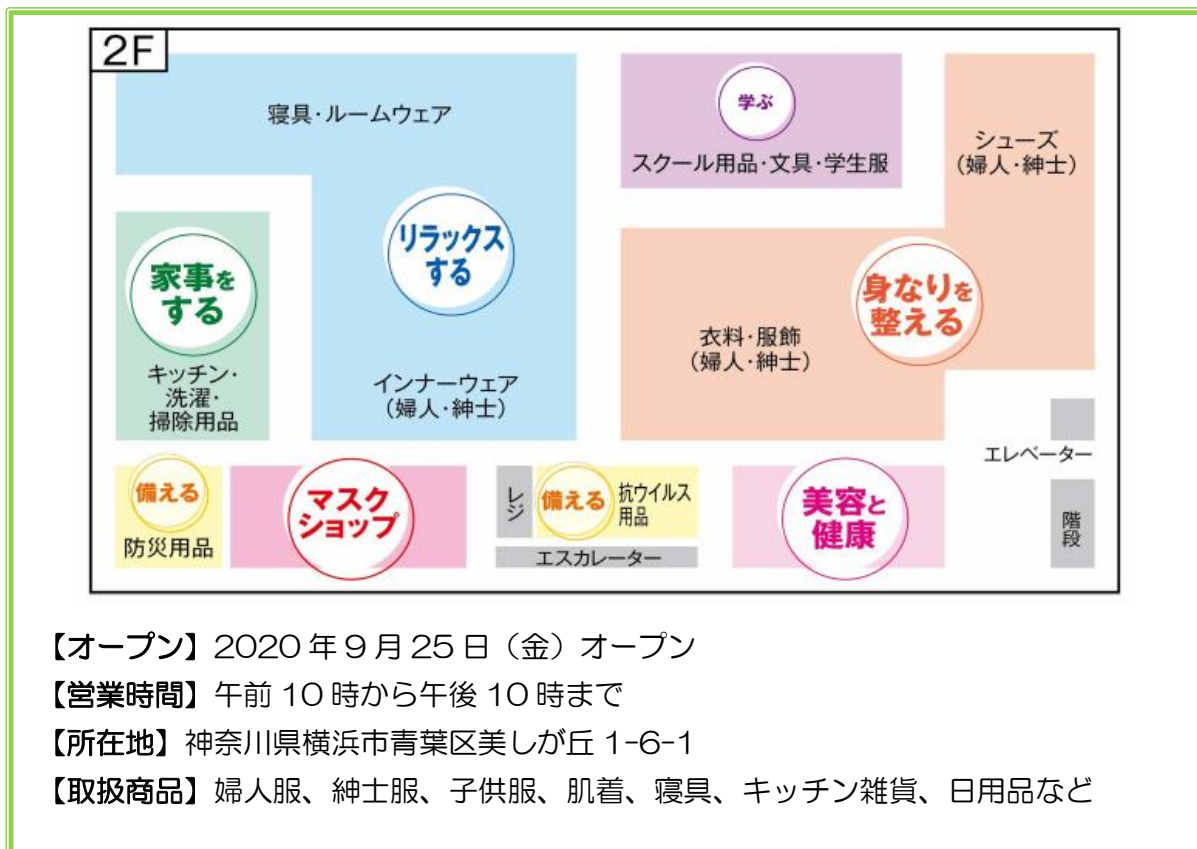 2F
寝具・ルームウェア
学ぶ
スクール用品・文具・学生服
シューズ
(婦人・紳士)
家事を
する
キッチン・
洗濯・
掃除用品
リラックス
する
インナーウェア
(婦人・紳士)
身なりを
整える
衣料・服飾
(婦人・紳士)
エレベーター
備える
防災用品
マスク
ショップ
レジ
備える
抗ウイルス
用品
エスカレーター
美容と
健康
階段
【オープン】2020年9月25日(金)オープン
【営業時間】午前10時から午後10時まで
【所在地】神奈川県横浜市青葉区美しが丘1-6-1
【取扱商品】婦人服、紳士服、子供服、肌着、寝具、キッチン雑貨、日用品など